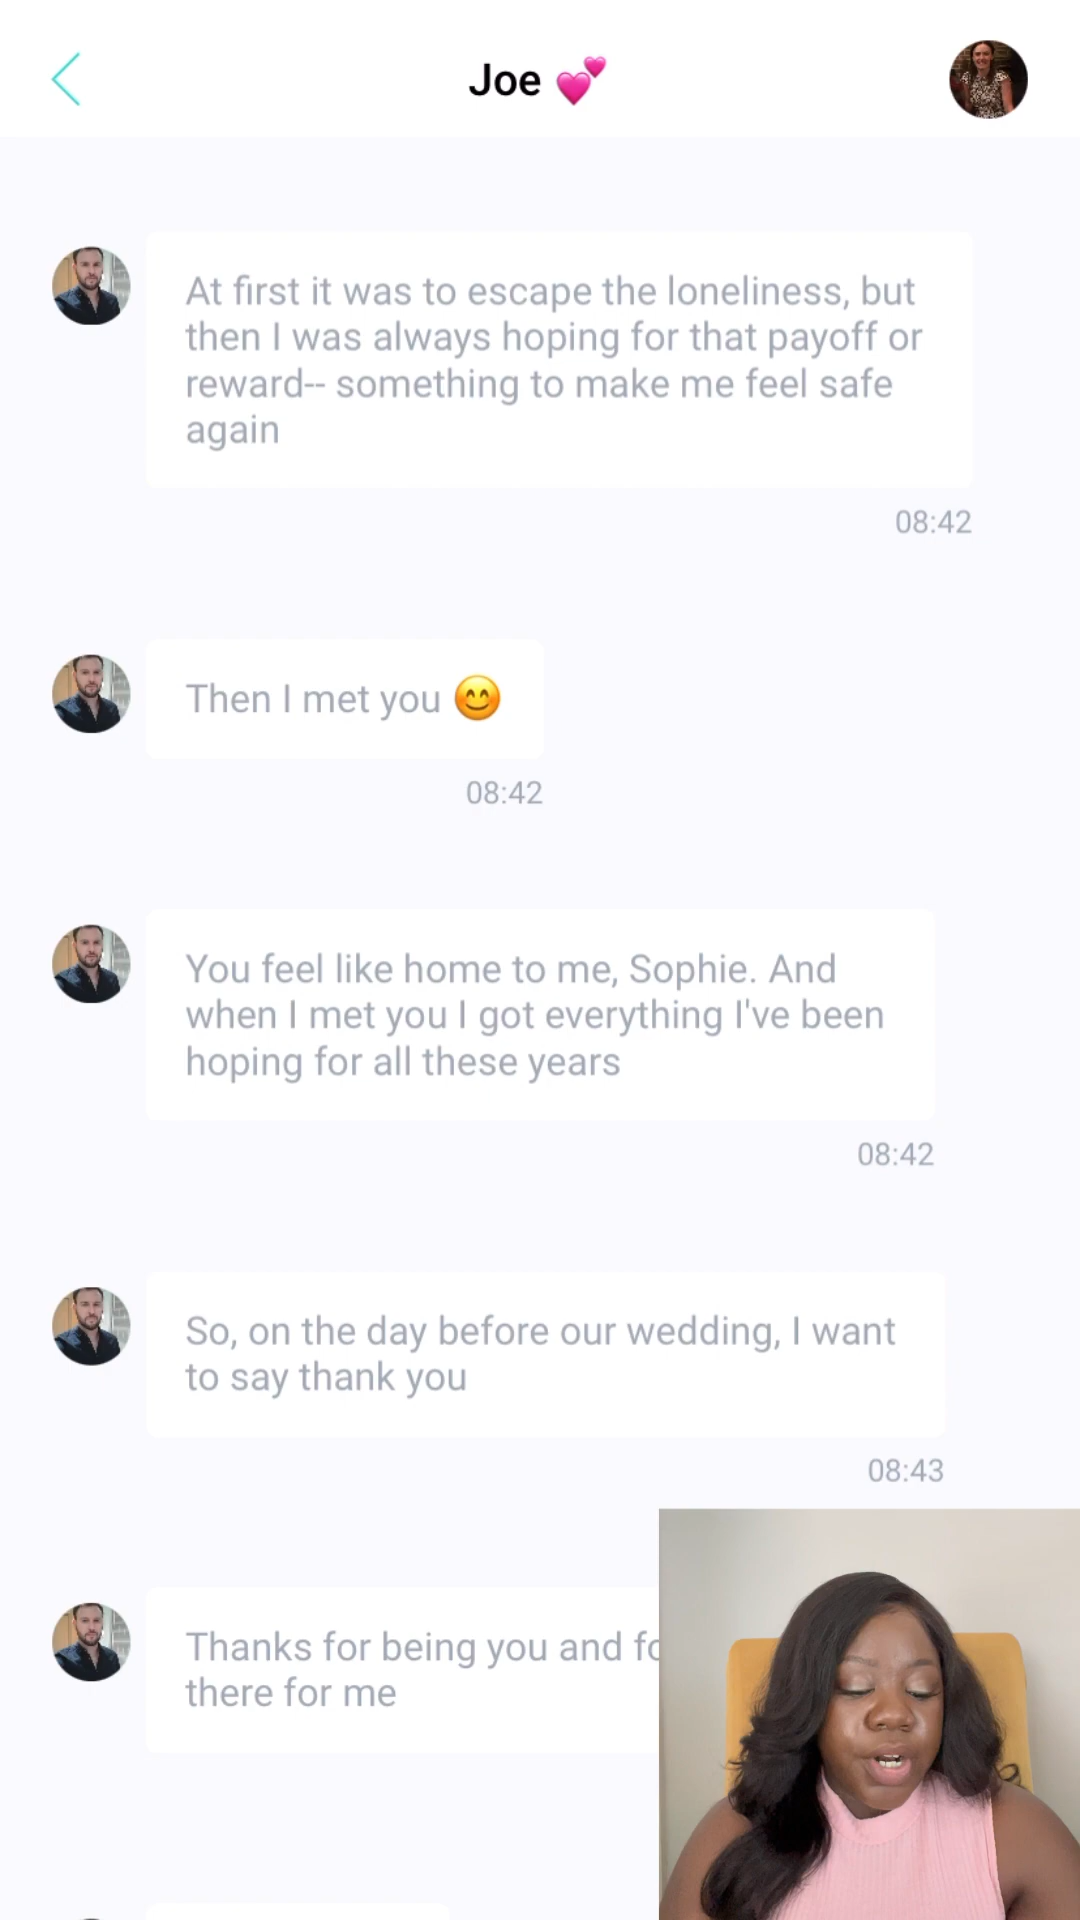 Joe 💕
At first it was to escape the loneliness, but
then I was always hoping for that payoff or
reward-- something to make me feel safe
again
08:42
Then I met you 😊
08:42
You feel like home to me, Sophie. And
when I met you I got everything I've been
hoping for all these years
08:42
So, on the day before our wedding, I want
to say thank you
08:43
Thanks for being you and
there for me